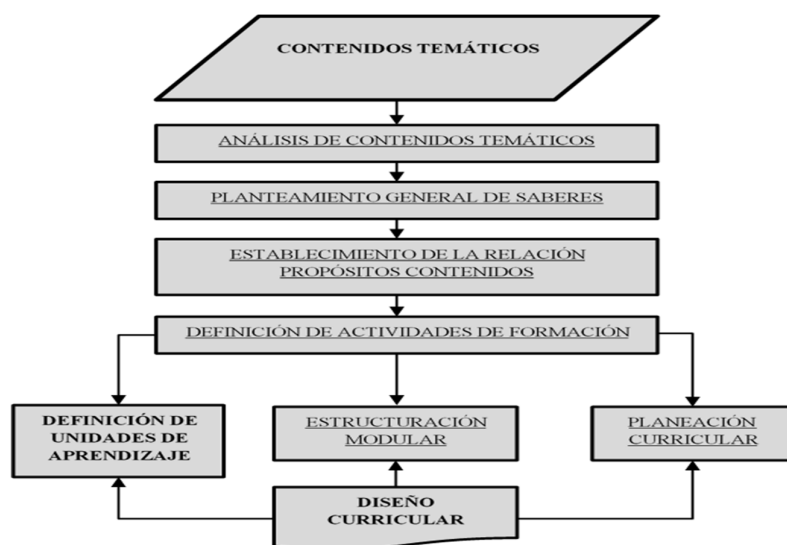 CONTENIDOS TEMÁTICOS
ANÁLISIS DE CONTENIDOS TEMÁTICOS
PLANTEAMIENTO GENERAL DE SABERES
ESTABLECIMIENTO DE LA RELACIÓN
PROPÓSITOS CONTENIDOS
DEFINICIÓN DE ACTIVIDADES DE FORMACIÓN
DEFINICIÓN DE
UNIDADES DE
APRENDIZAJE
ESTRUCTURACIÓN
MODULAR
PLANEACIÓN
CURRICULAR
DISEÑO
CURRICULAR